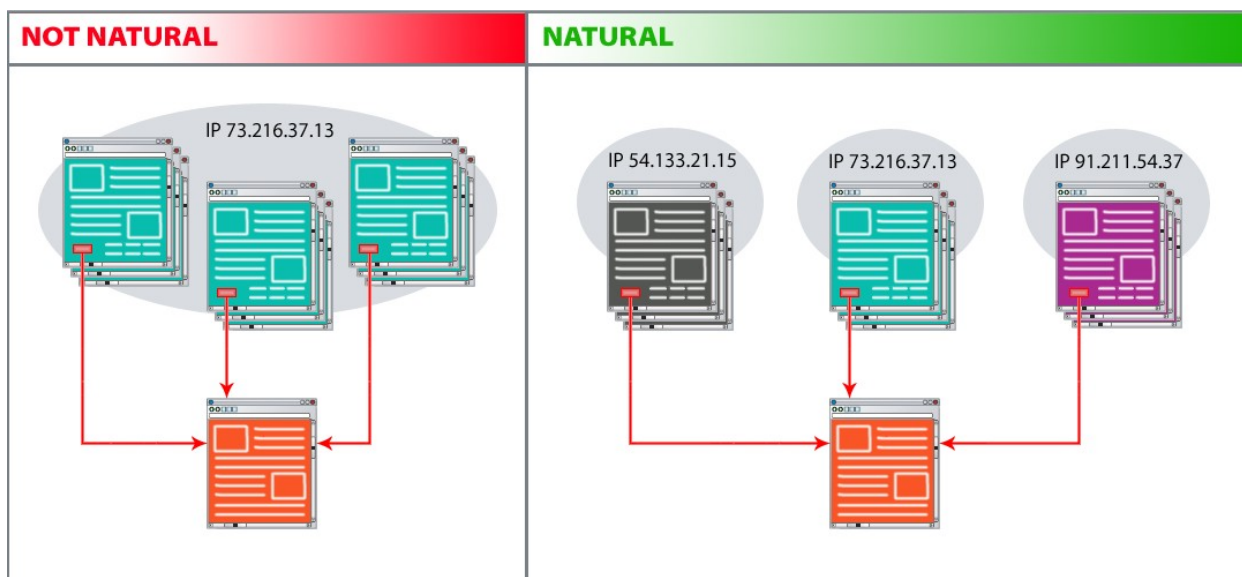 NOT NATURAL
NATURAL
IP 73.216.37.13
IP 54.133.21.15
IP 73.216.37.13
IP 91.211.54.37